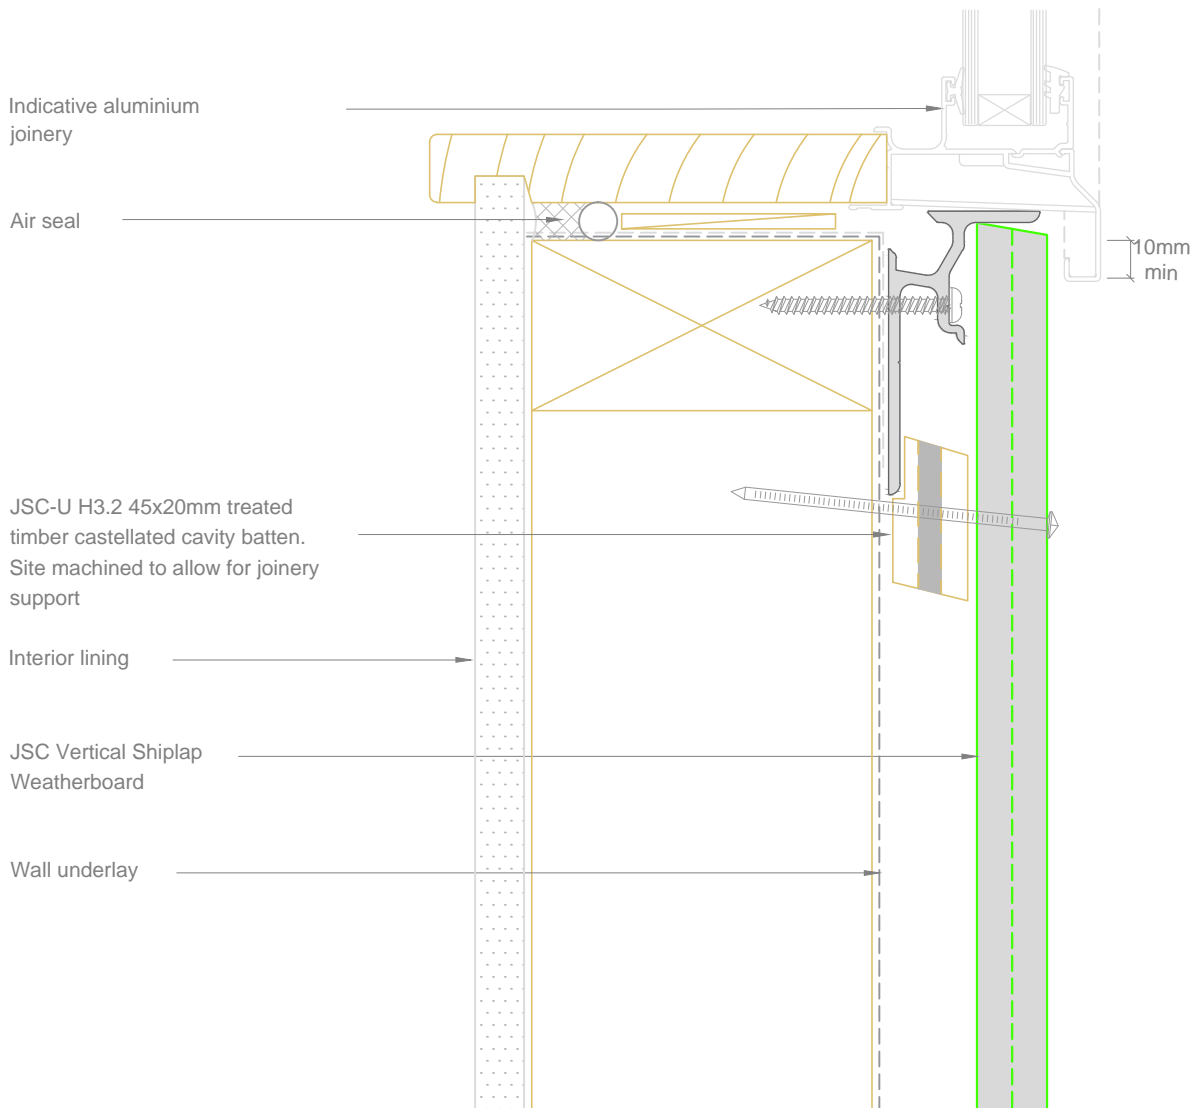 Indicative aluminium
joinery
Air seal
10mm
min
JSC-U H3.2 45x20mm treated
timber castellated cavity batten.
Site machined to allow for joinery
support
Interior lining
JSC Vertical Shiplap
Weatherboard
Wall underlay